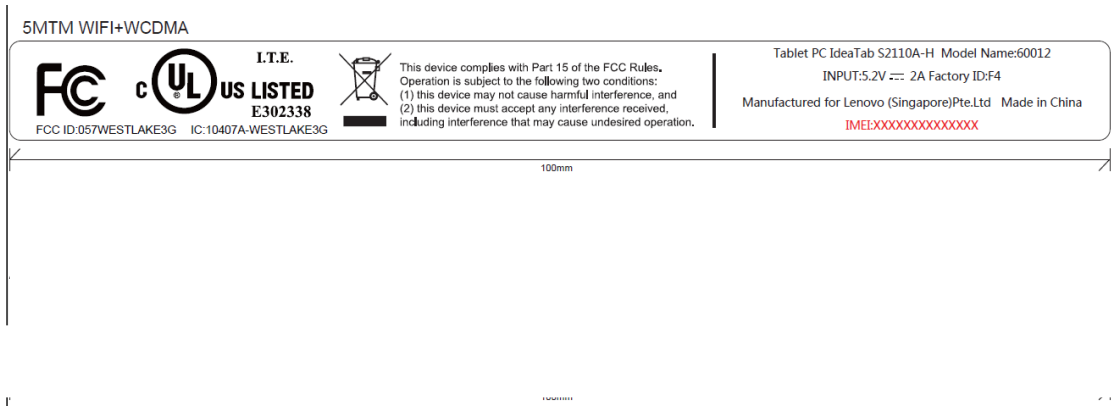 5MTM WIFI+WCDMA
FC
C UL US LISTED
®
I.T.E.
E302338
FCC ID:057WESTLAKE3G IC:10407A-WESTLAKE3G
This device complies with Part 15 of the FCC Rules.
Operation is subject to the following two conditions:
(1) this device may not cause harmful interference, and
(2) this device must accept any interference received,
including interference that may cause undesired operation.
Tablet PC IdeaTab S2110A-H Model Name:60012
INPUT:5.2V ⎓ 2A Factory ID:F4
Manufactured for Lenovo (Singapore)Pte.Ltd Made in China
IMEI:XXXXXXXXXXXXXX
100mm